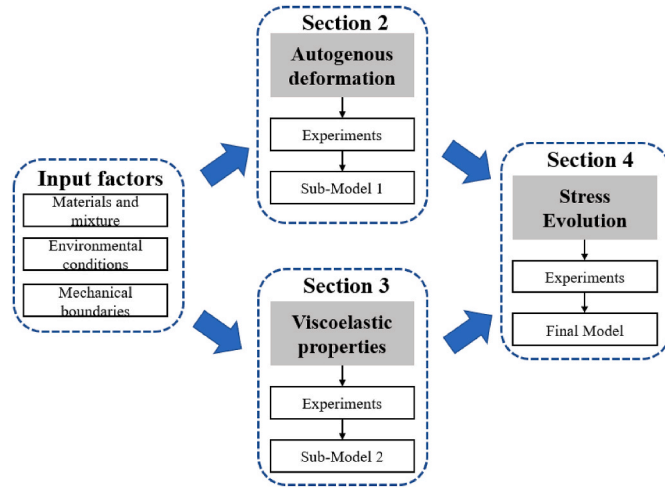 Input factors
Materials and
mixture
Environmental
conditions
Mechanical
boundaries
Section 2
Autogenous
deformation
Experiments
Sub-Model 1
Section 3
Viscoelastic
properties
Experiments
Sub-Model 2
Section 4
Stress
Evolution
Experiments
Final Model